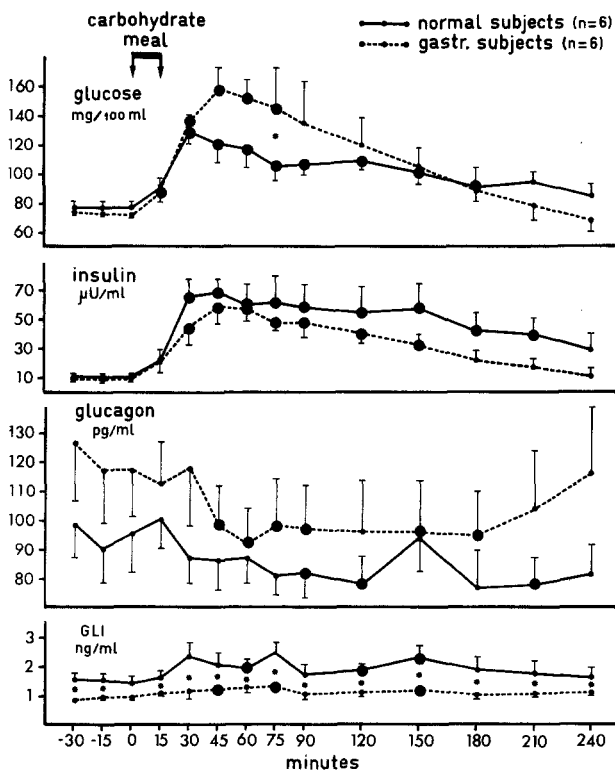 carbohydrate
meal
normal subjects (n=6)
gastr. subjects (n=6)
glucose
mg/100 ml
160
140
120
100
80
60
insulin
μU/ml
70
50
30
10
glucagon
pg/ml
130
120
110
100
90
80
GLI
ng/ml
3
2
1
-30 -15 0 15 30 45 60 75 90 120 150 180 210 240
minutes